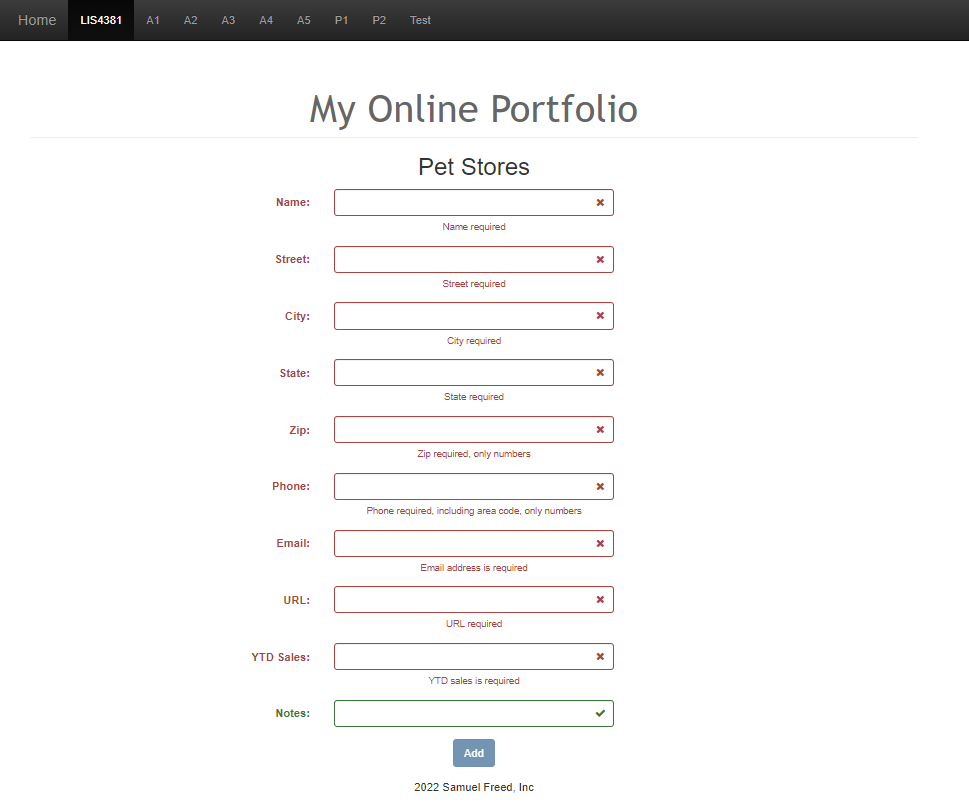 Home LIS4381 A1 A2 A3 A4 A5 P1 P2 Test
My Online Portfolio
Pet Stores
Name:
Name required
Street:
Street required
City:
City required
State:
State required
Zip:
Zip required, only numbers
Phone:
Phone required, including area code, only numbers
Email:
Email address is required
URL:
URL required
YTD Sales:
YTD sales is required
Notes:
Add
2022 Samuel Freed, Inc